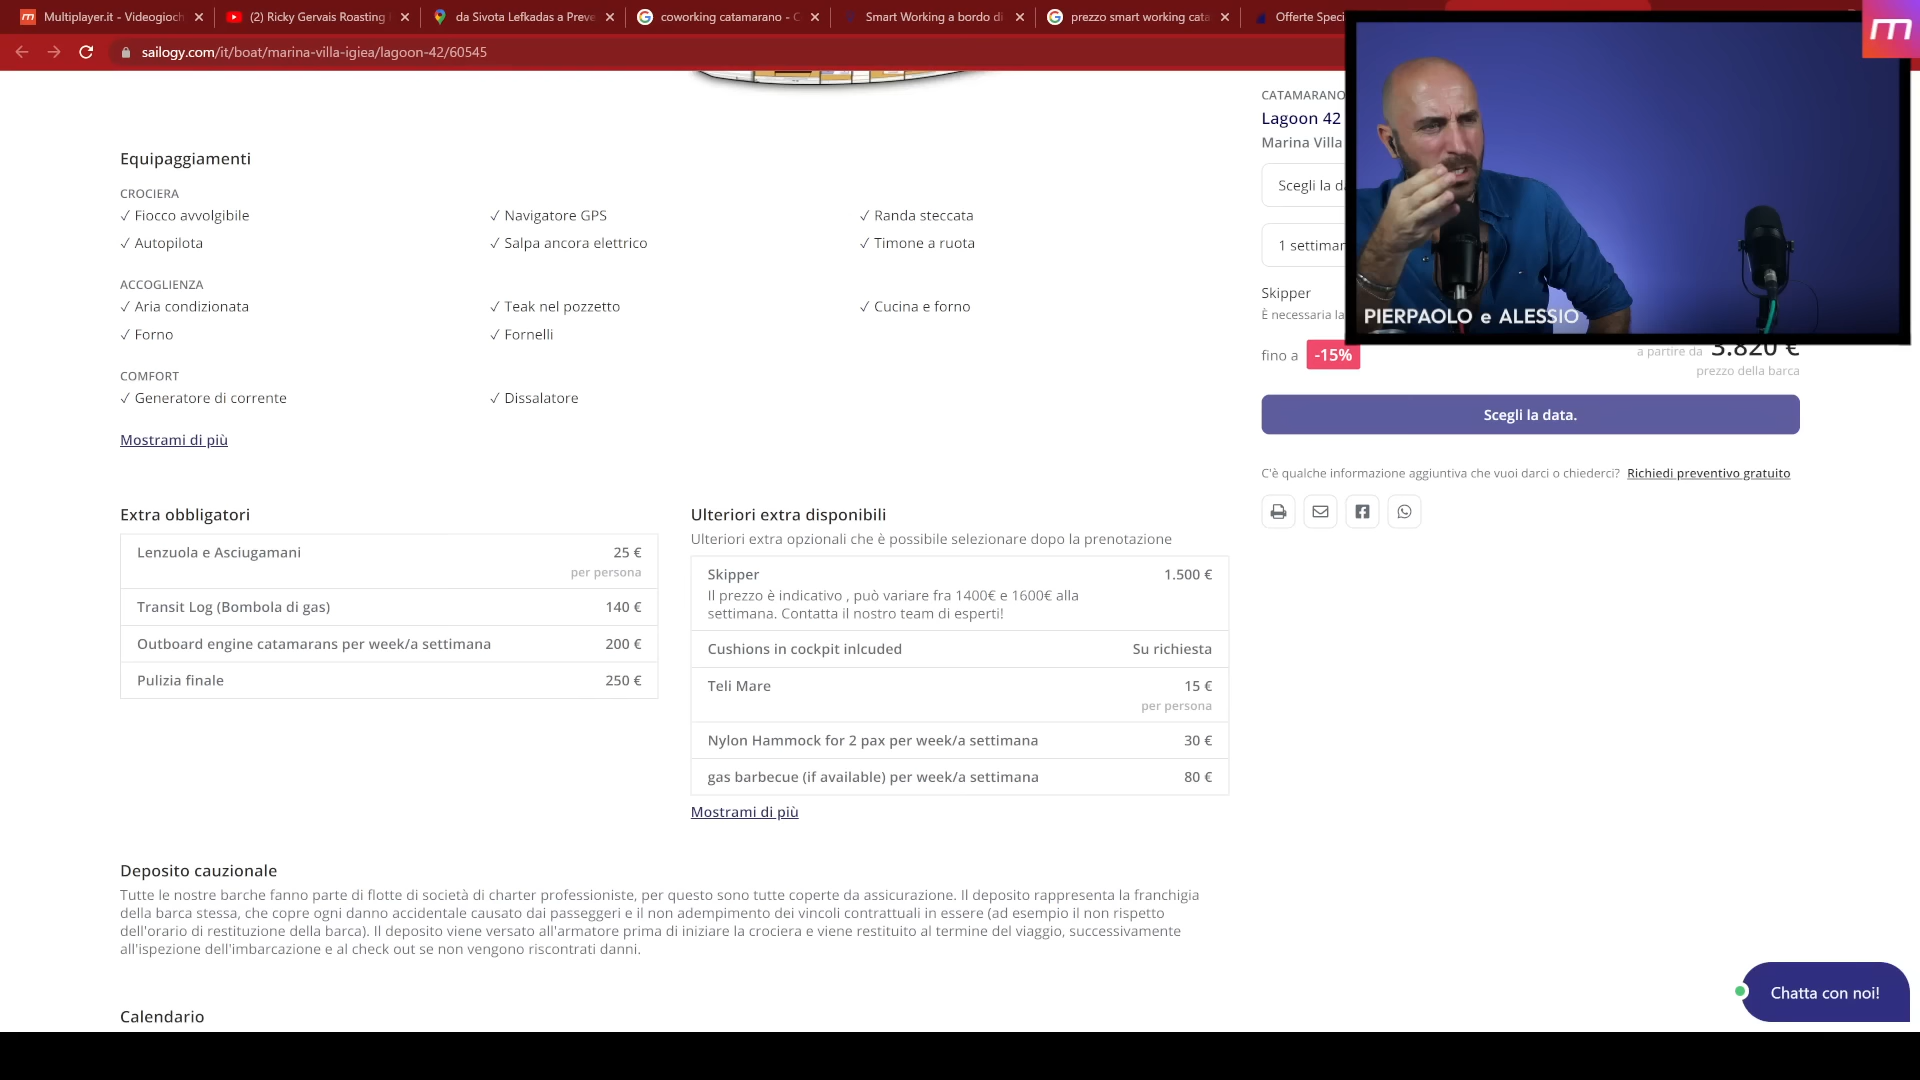 Multiplayer.it - Videogioch
(2) Ricky Gervais Roasting
da Sivota Lefkadas a Preve
coworking catamarano - C
Smart Working a bordo di
prezzo smart working cata
Offerte Speci
sailogy.com/it/boat/marina-villa-igiea/lagoon-42/60545
Equipaggiamenti
CROCIERA
✓ Fiocco avvolgibile
✓ Navigatore GPS
✓ Randa steccata
✓ Autopilota
✓ Salpa ancora elettrico
✓ Timone a ruota
ACCOGLIENZA
✓ Aria condizionata
✓ Teak nel pozzetto
✓ Cucina e forno
✓ Forno
✓ Fornelli
COMFORT
✓ Generatore di corrente
✓ Dissalatore
Mostrami di più
Extra obbligatori
Lenzuola e Asciugamani 25 €
per persona
Transit Log (Bombola di gas) 140 €
Outboard engine catamarans per week/a settimana 200 €
Pulizia finale 250 €
Ulteriori extra disponibili
Ulteriori extra opzionali che è possibile selezionare dopo la prenotazione
Skipper 1.500 €
Il prezzo è indicativo , può variare fra 1400€ e 1600€ alla
settimana. Contatta il nostro team di esperti!
Cushions in cockpit inlcuded Su richiesta
Teli Mare 15 €
per persona
Nylon Hammock for 2 pax per week/a settimana 30 €
gas barbecue (if available) per week/a settimana 80 €
Mostrami di più
Deposito cauzionale
Tutte le nostre barche fanno parte di flotte di società di charter professioniste, per questo sono tutte coperte da assicurazione. Il deposito rappresenta la franchigia
della barca stessa, che copre ogni danno accidentale causato dai passeggeri e il non adempimento dei vincoli contrattuali in essere (ad esempio il non rispetto
dell'orario di restituzione della barca). Il deposito viene versato all'armatore prima di iniziare la crociera e viene restituito al termine del viaggio, successivamente
all'ispezione dell'imbarcazione e al check out se non vengono riscontrati danni.
Calendario
CATAMARANO
Lagoon 42
Marina Villa
Scegli la da
1 settimar
Skipper
È necessaria la
fino a -15%
a partire da 3.820 €
prezzo della barca
Scegli la data.
C'è qualche informazione aggiuntiva che vuoi darci o chiederci? Richiedi preventivo gratuito
PIERPAOLO e ALESSIO
m
Chatta con noi!